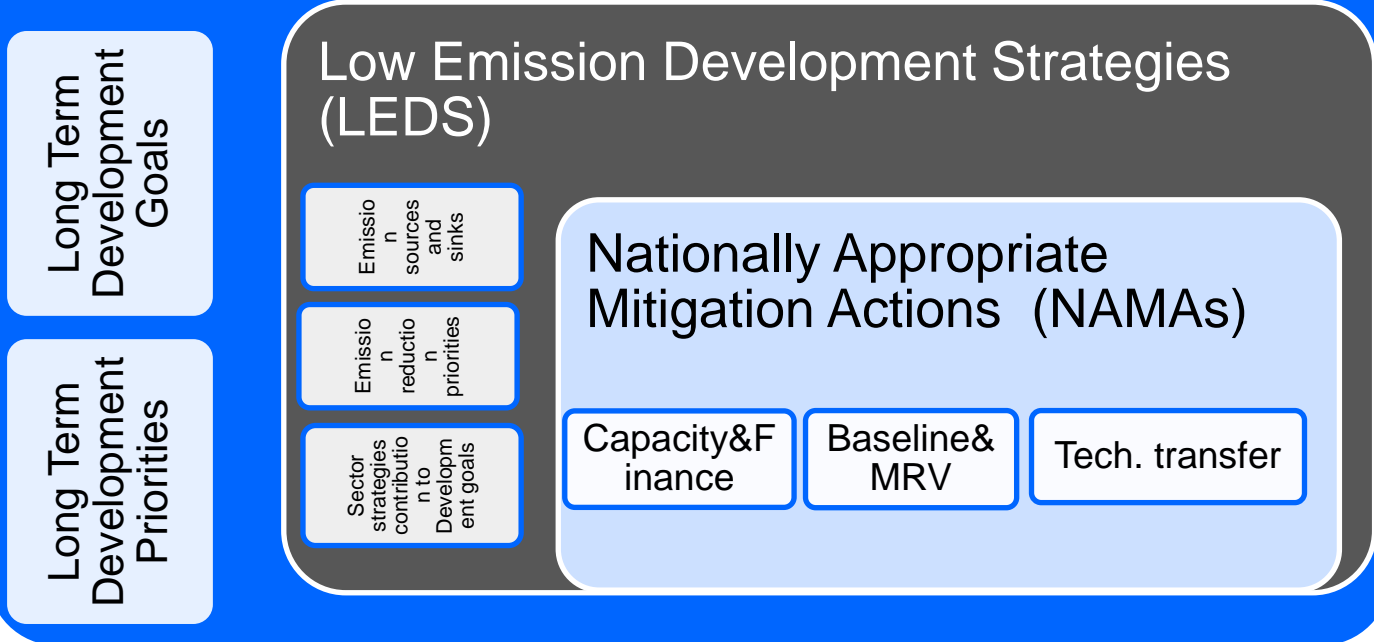 Long Term
Development
Goals
Long Term
Development
Priorities
Low Emission Development Strategies
(LEDS)
Emissio
n
sources
and
sinks
Emissio
n
reductio
n
priorities
Sector
strategies
contributio
n to
Developm
ent goals
Nationally Appropriate
Mitigation Actions (NAMAs)
Capacity&F
inance
Baseline&
MRV
Tech. transfer